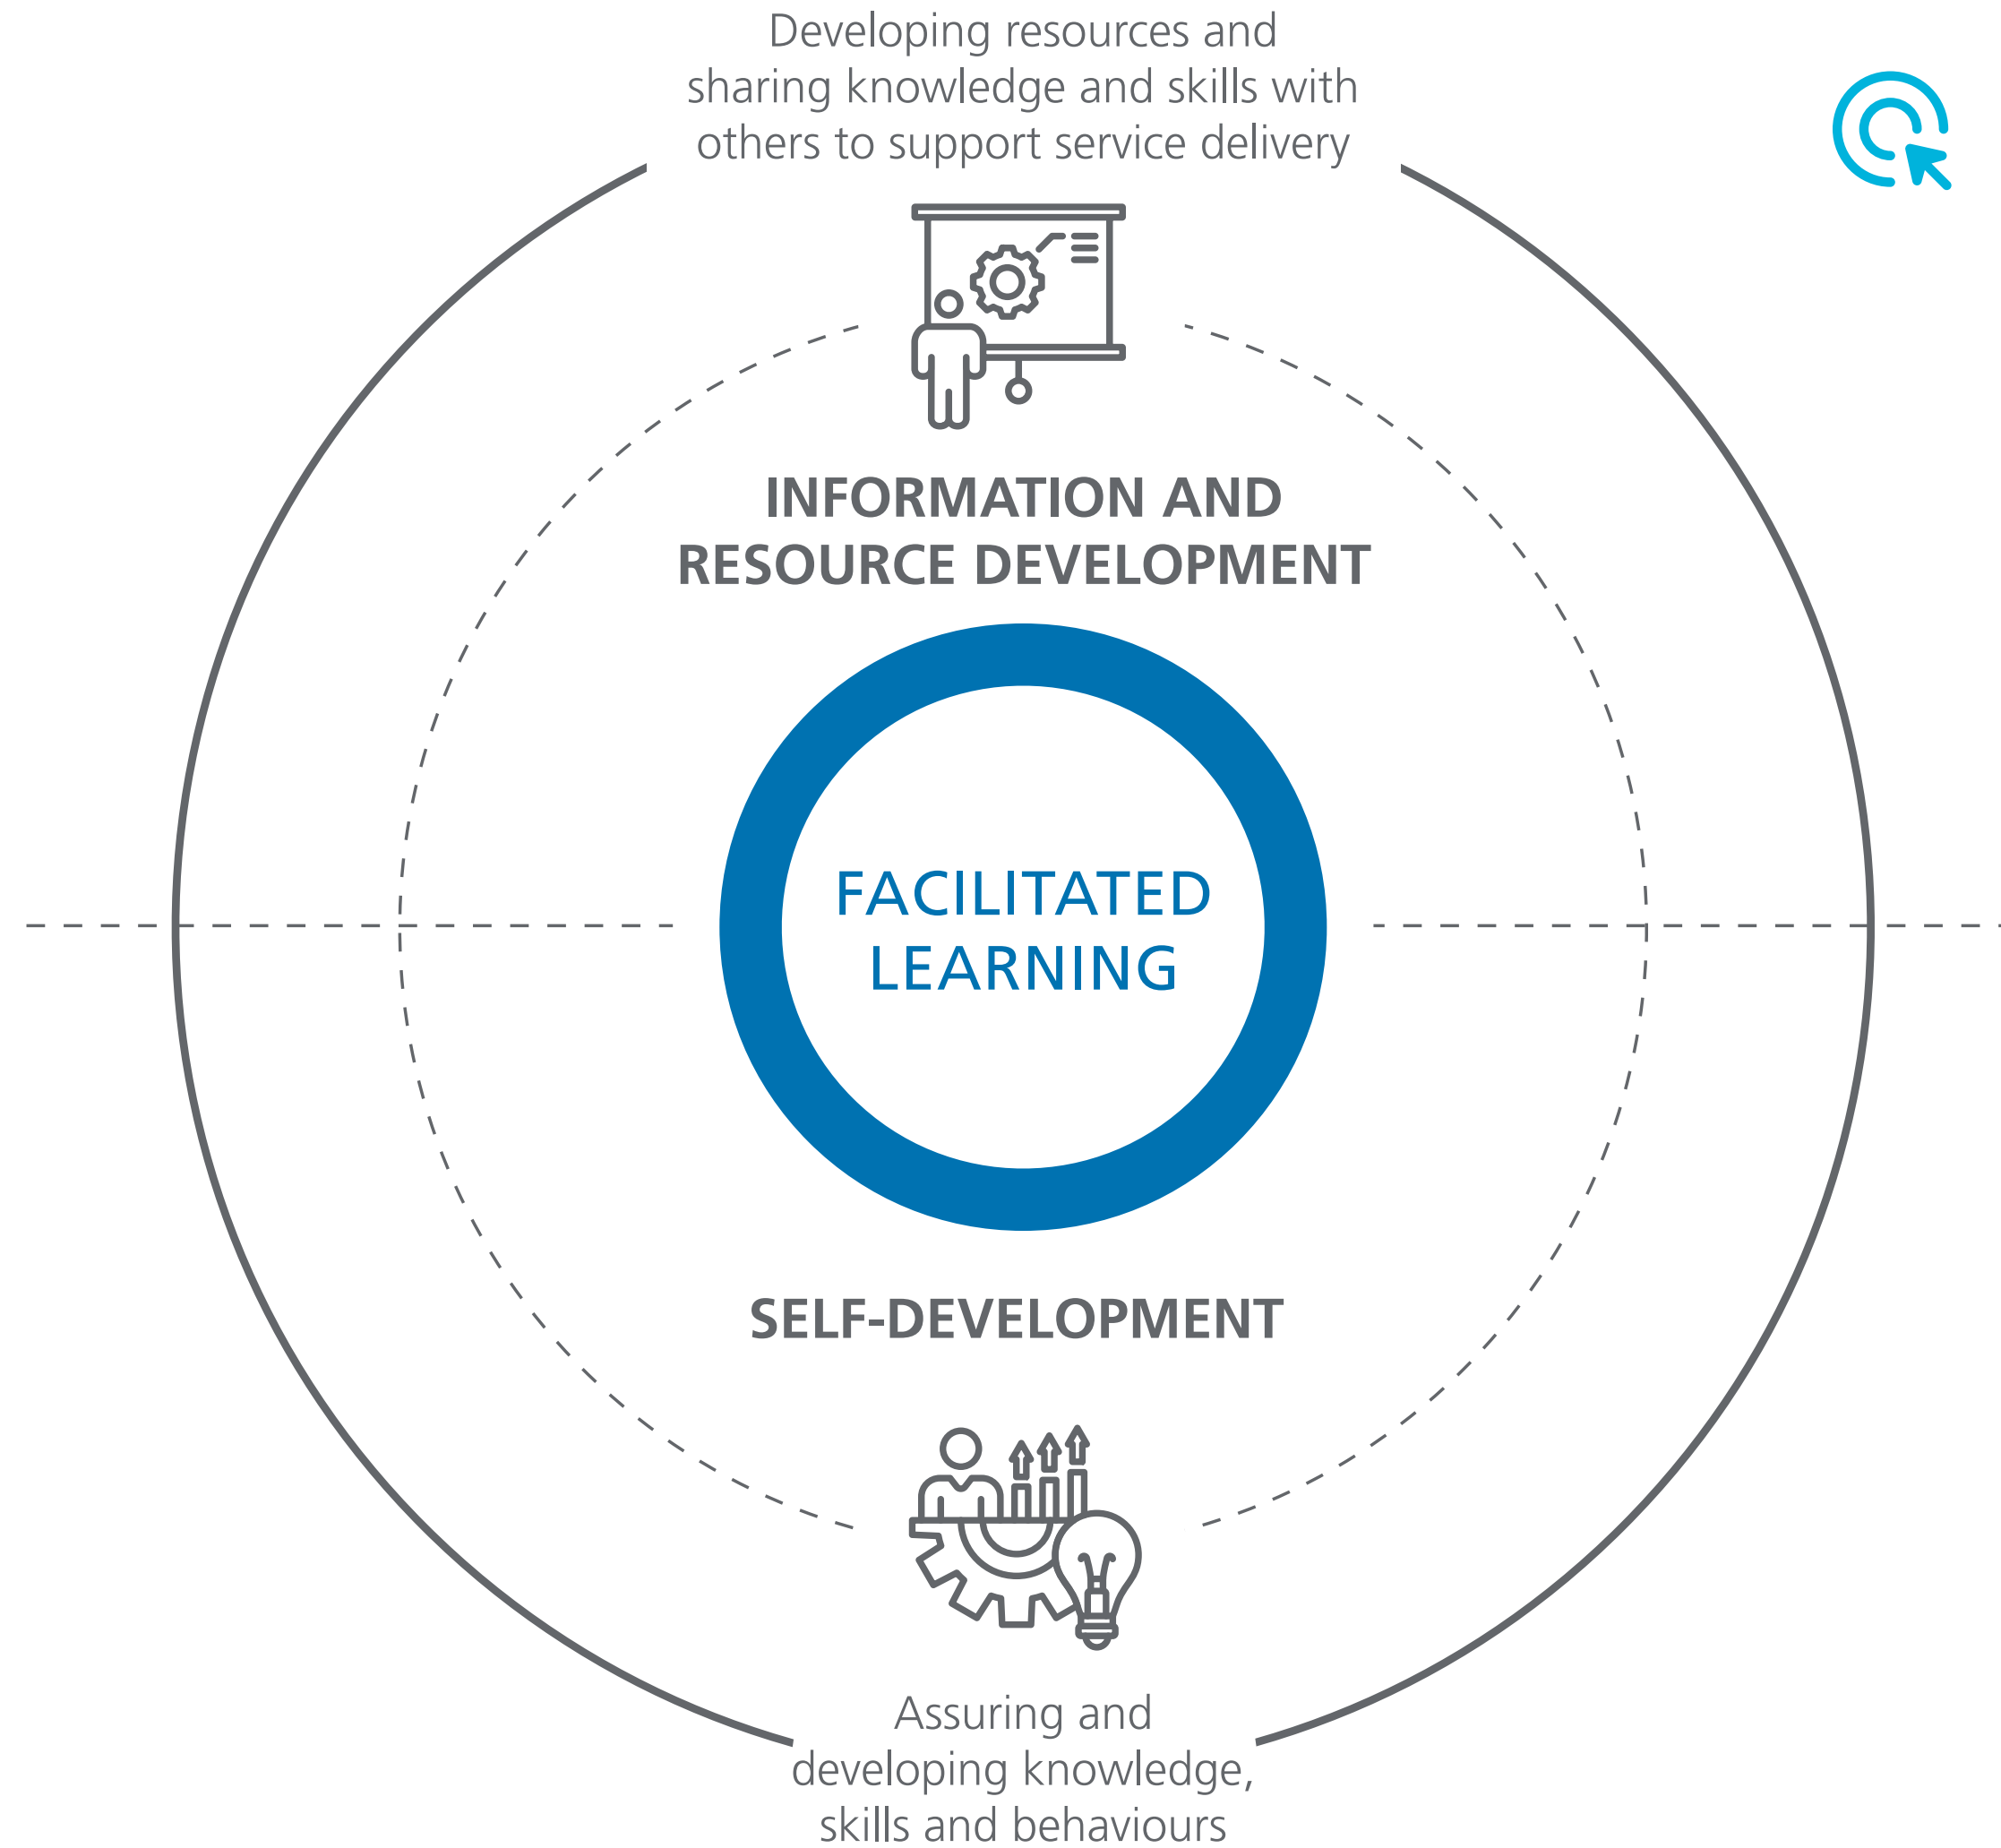 Developing resources and
sharing knowledge and skills with
others to support service delivery
INFORMATION AND
RESOURCE DEVELOPMENT
FACILITATED
LEARNING
SELF-DEVELOPMENT
Assuring and
developing knowledge,
skills and behaviours